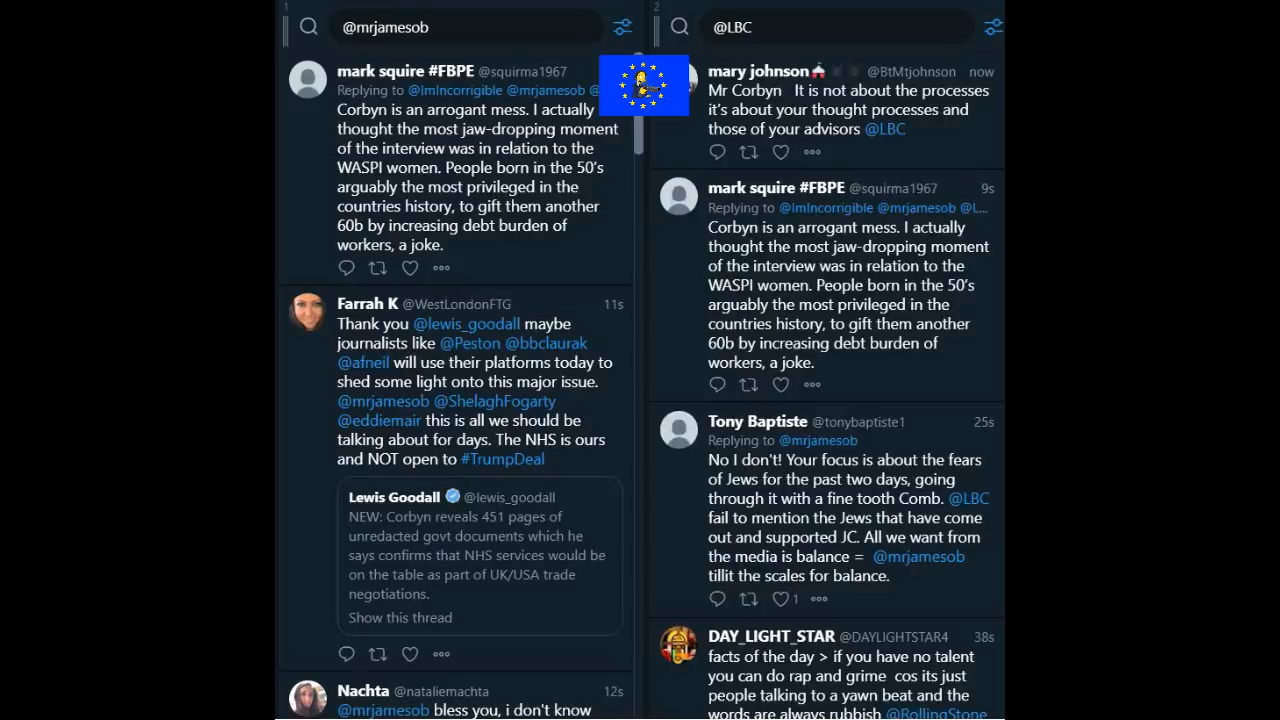 1
@mrjamesob
mark squire #FBPE @squirma1967
Replying to @ImIncorrigible @mrjamesob @
Corbyn is an arrogant mess. I actually
thought the most jaw-dropping moment
of the interview was in relation to the
WASPI women. People born in the 50's
arguably the most privileged in the
countries history, to gift them another
60b by increasing debt burden of
workers, a joke.
Farrah K @WestLondonFTG 11s
Thank you @lewis_goodall maybe
journalists like @Peston @bbclaurak
@afneil will use their platforms today to
shed some light onto this major issue.
@mrjamesob @ShelaghFogarty
@eddiemair this is all we should be
talking about for days. The NHS is ours
and NOT open to #TrumpDeal
Lewis Goodall @lewis_goodall
NEW: Corbyn reveals 451 pages of
unredacted govt documents which he
says confirms that NHS services would be
on the table as part of UK/USA trade
negotiations.
Show this thread
Nachta @nataliemachta 12s
@mrjamesob bless you, i don't know
2
@LBC
mary johnson @BtMtjohnson now
Mr Corbyn It is not about the processes
it's about your thought processes and
those of your advisors @LBC
mark squire #FBPE @squirma1967 9s
Replying to @ImIncorrigible @mrjamesob @L...
Corbyn is an arrogant mess. I actually
thought the most jaw-dropping moment
of the interview was in relation to the
WASPI women. People born in the 50's
arguably the most privileged in the
countries history, to gift them another
60b by increasing debt burden of
workers, a joke.
Tony Baptiste @tonybaptiste1 25s
Replying to @mrjamesob
No I don't! Your focus is about the fears
of Jews for the past two days, going
through it with a fine tooth Comb. @LBC
fail to mention the Jews that have come
out and supported JC. All we want from
the media is balance = @mrjamesob
tillit the scales for balance.
1
DAY_LIGHT_STAR @DAYLIGHTSTAR4 38s
facts of the day > if you have no talent
you can do rap and grime cos its just
people talking to a yawn beat and the
words are always rubbish @RollingStone